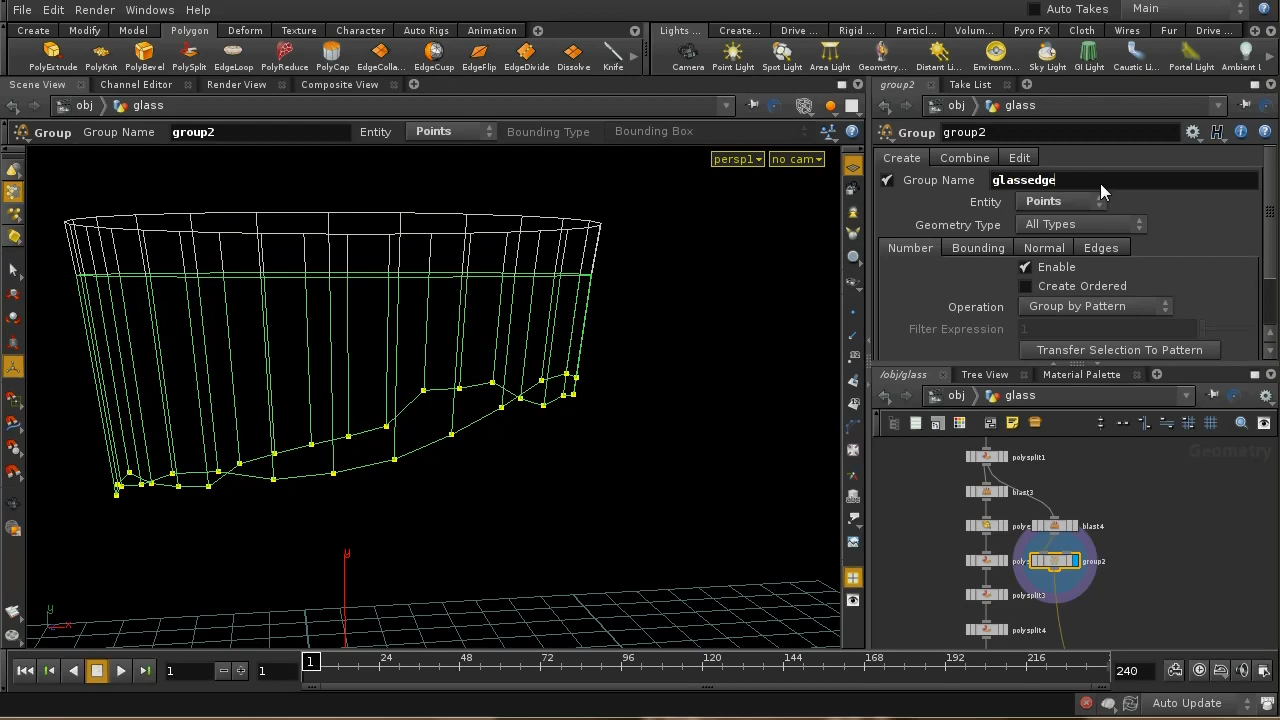 File Edit Render Windows Help Auto Takes Main
Create Modify Model Polygon Deform Texture Character Auto Rigs Animation Lights ... Create... Drive ... Rigid ... Particl... Volum... Pyro FX Cloth Wires Fur Drive ...
PolyExtrude PolyKnit PolyBevel PolySplit EdgeLoop PolyReduce PolyCap EdgeColla... EdgeCusp EdgeFlip EdgeDivide Dissolve Knife Camera Point Light Spot Light Area Light Geometry... Distant Li... Environme... Sky Light GI Light Caustic Li... Portal Light Ambient L
Scene View Channel Editor Render View Composite View group2 Take List
obj glass obj glass
Group Group Name group2 Entity Points Bounding Type Bounding Box Group group2
persp1 no cam
Create Combine Edit
Group Name glassedge
Entity Points
Geometry Type All Types
Number Bounding Normal Edges
Enable
Create Ordered
Operation Group by Pattern
Filter Expression 1
Transfer Selection To Pattern
/obj/glass Tree View Material Palette
obj glass
Geometry
polysplit1
blast3
polye blast4
polys group2
polysplit3
polysplit4
y
y
x
1 1 1 24 48 72 96 120 144 168 192 216 240
Auto Update